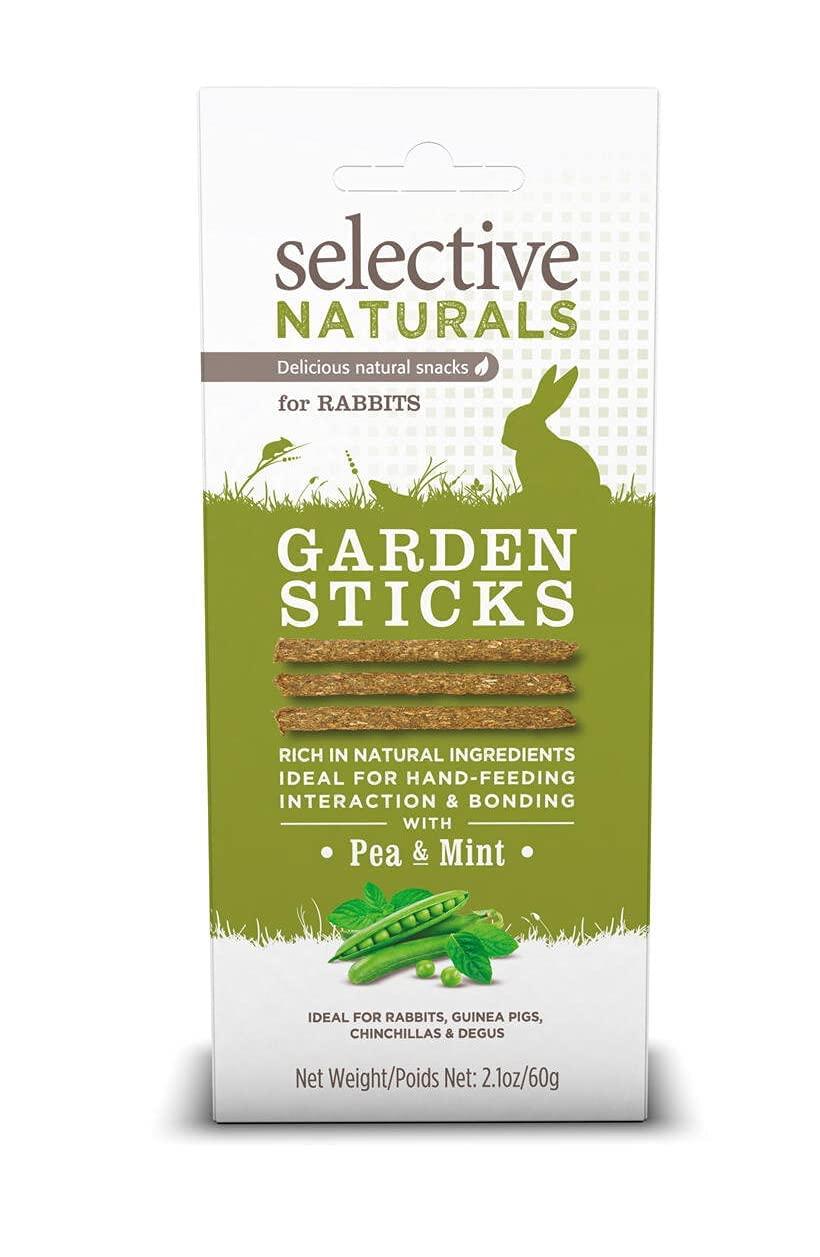 selective
NATURALS
Delicious natural snacks
for RABBITS
GARDEN
STICKS
RICH IN NATURAL INGREDIENTS
IDEAL FOR HAND-FEEDING
INTERACTION & BONDING
WITH
• Pea & Mint •
IDEAL FOR RABBITS, GUINEA PIGS,
CHINCHILLAS & DEGUS
Net Weight/Poids Net: 2.1oz/60g